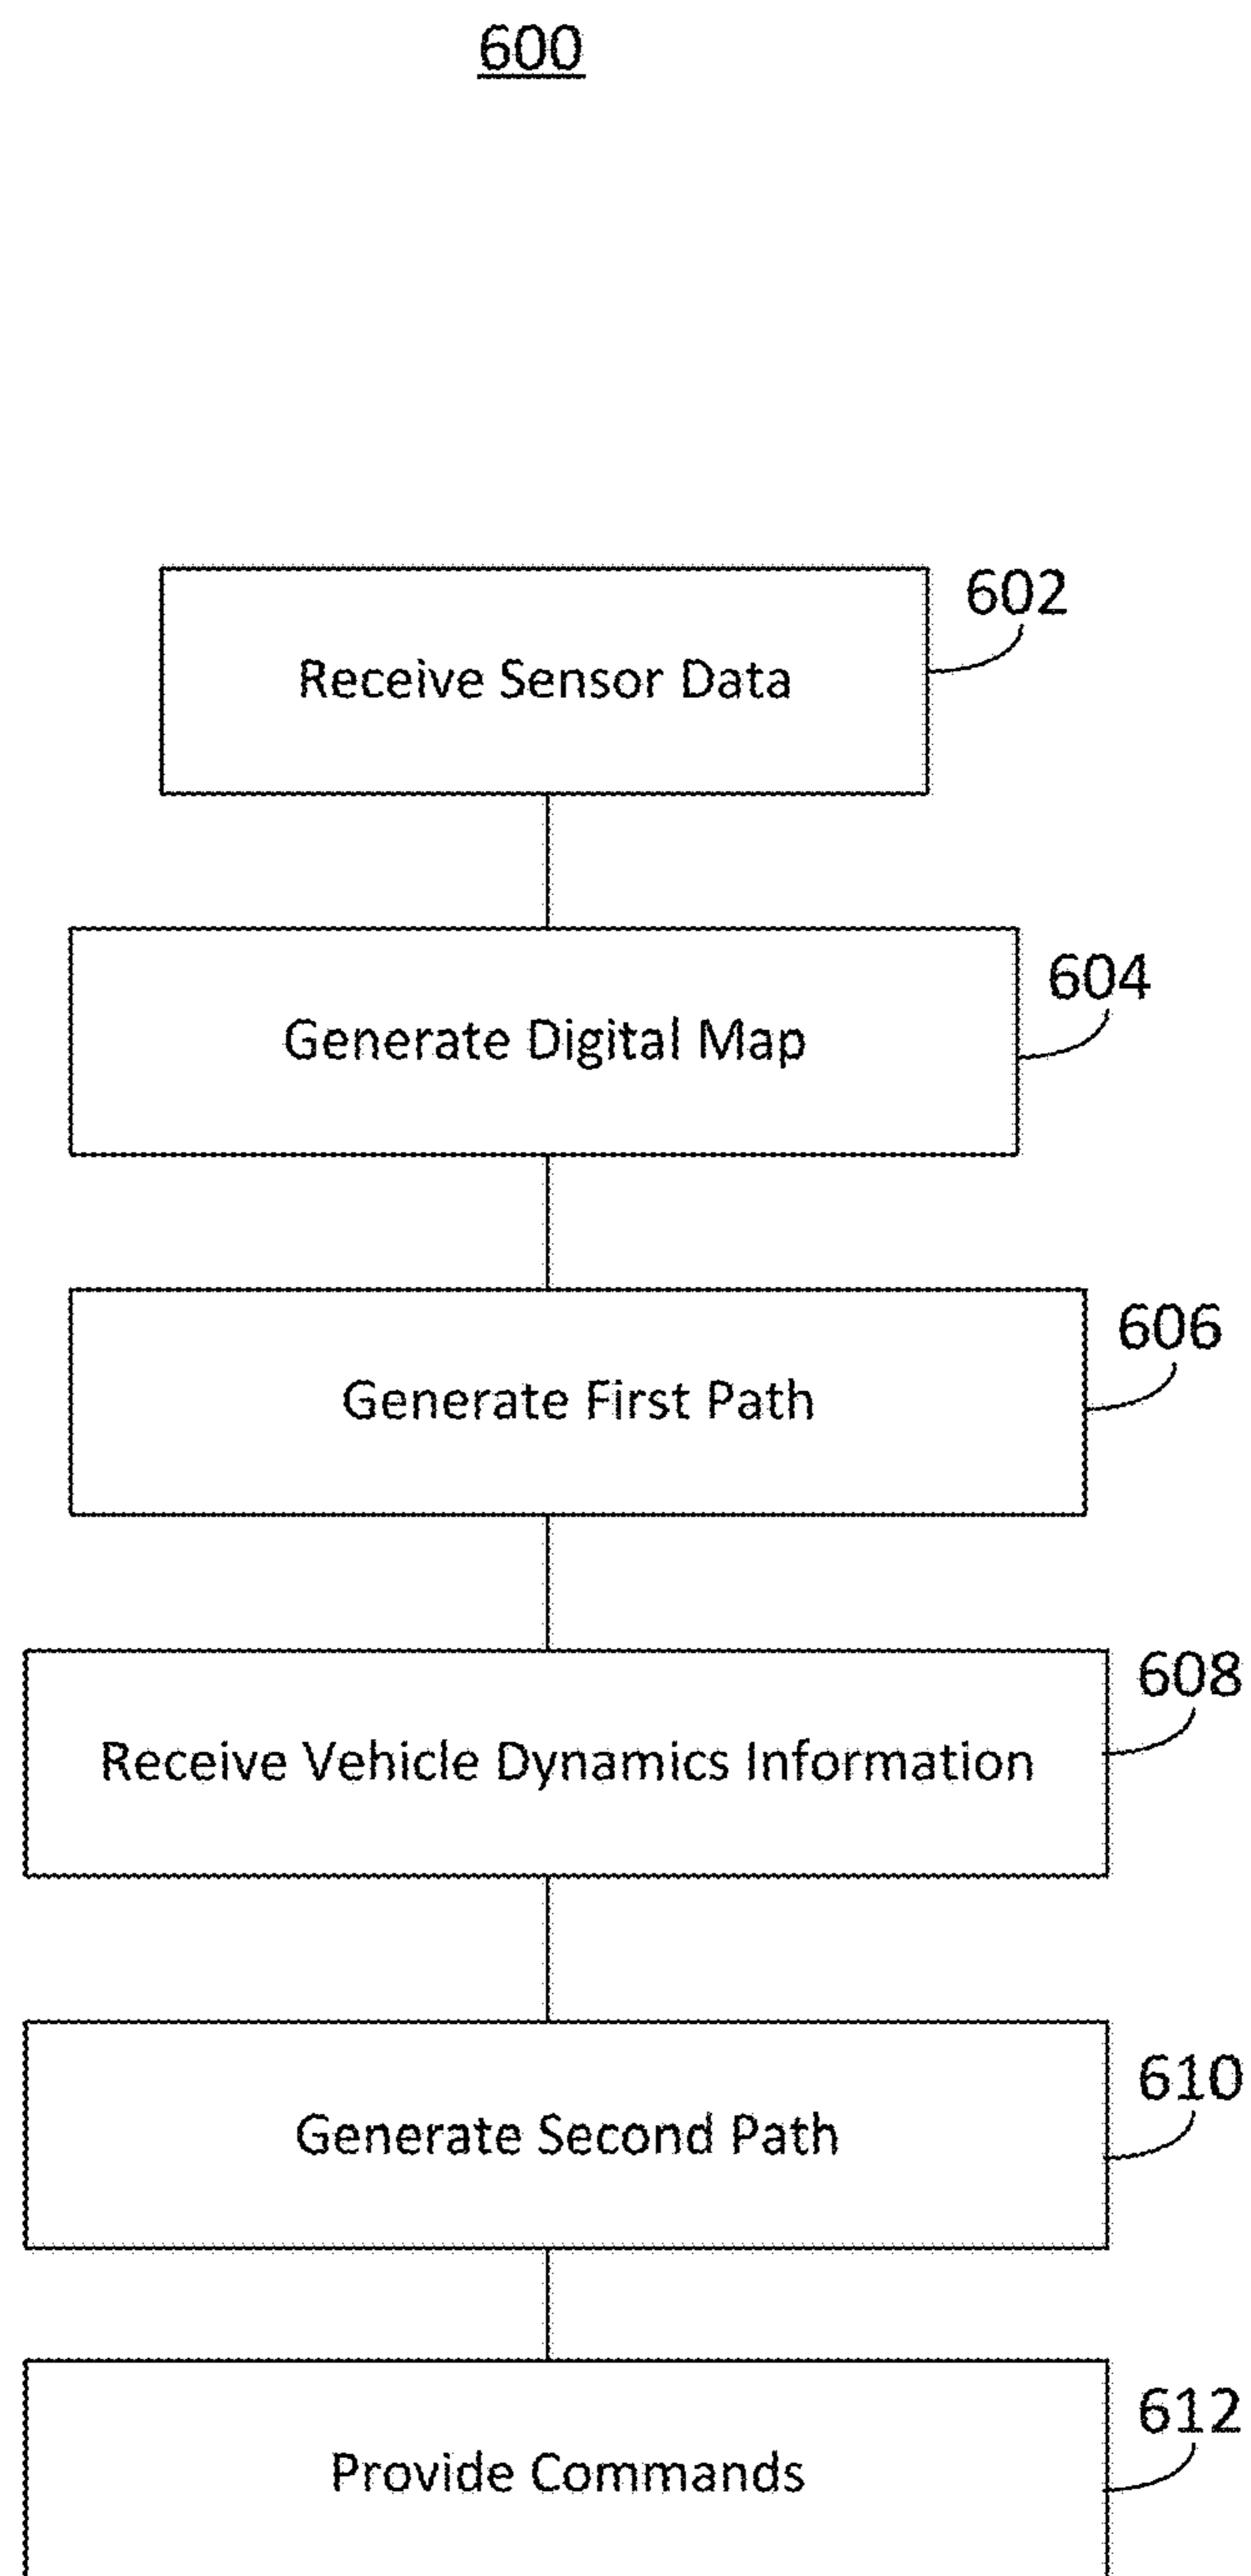 600
Receive Sensor Data
602
Generate Digital Map
604
Generate First Path
606
Receive Vehicle Dynamics Information
608
Generate Second Path
610
Provide Commands
612